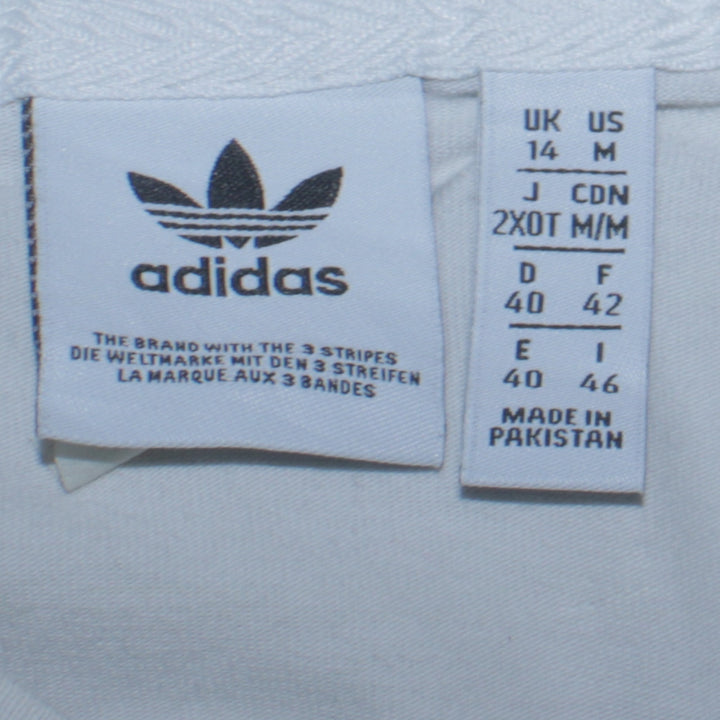 adidas
THE BRAND WITH THE 3 STRIPES
DIE WELTMARKE MIT DEN 3 STREIFEN
LA MARQUE AUX 3 BANDES
UK US
14 M
J CDN
2XOT M/M
D F
40 42
E I
40 46
MADE IN
PAKISTAN